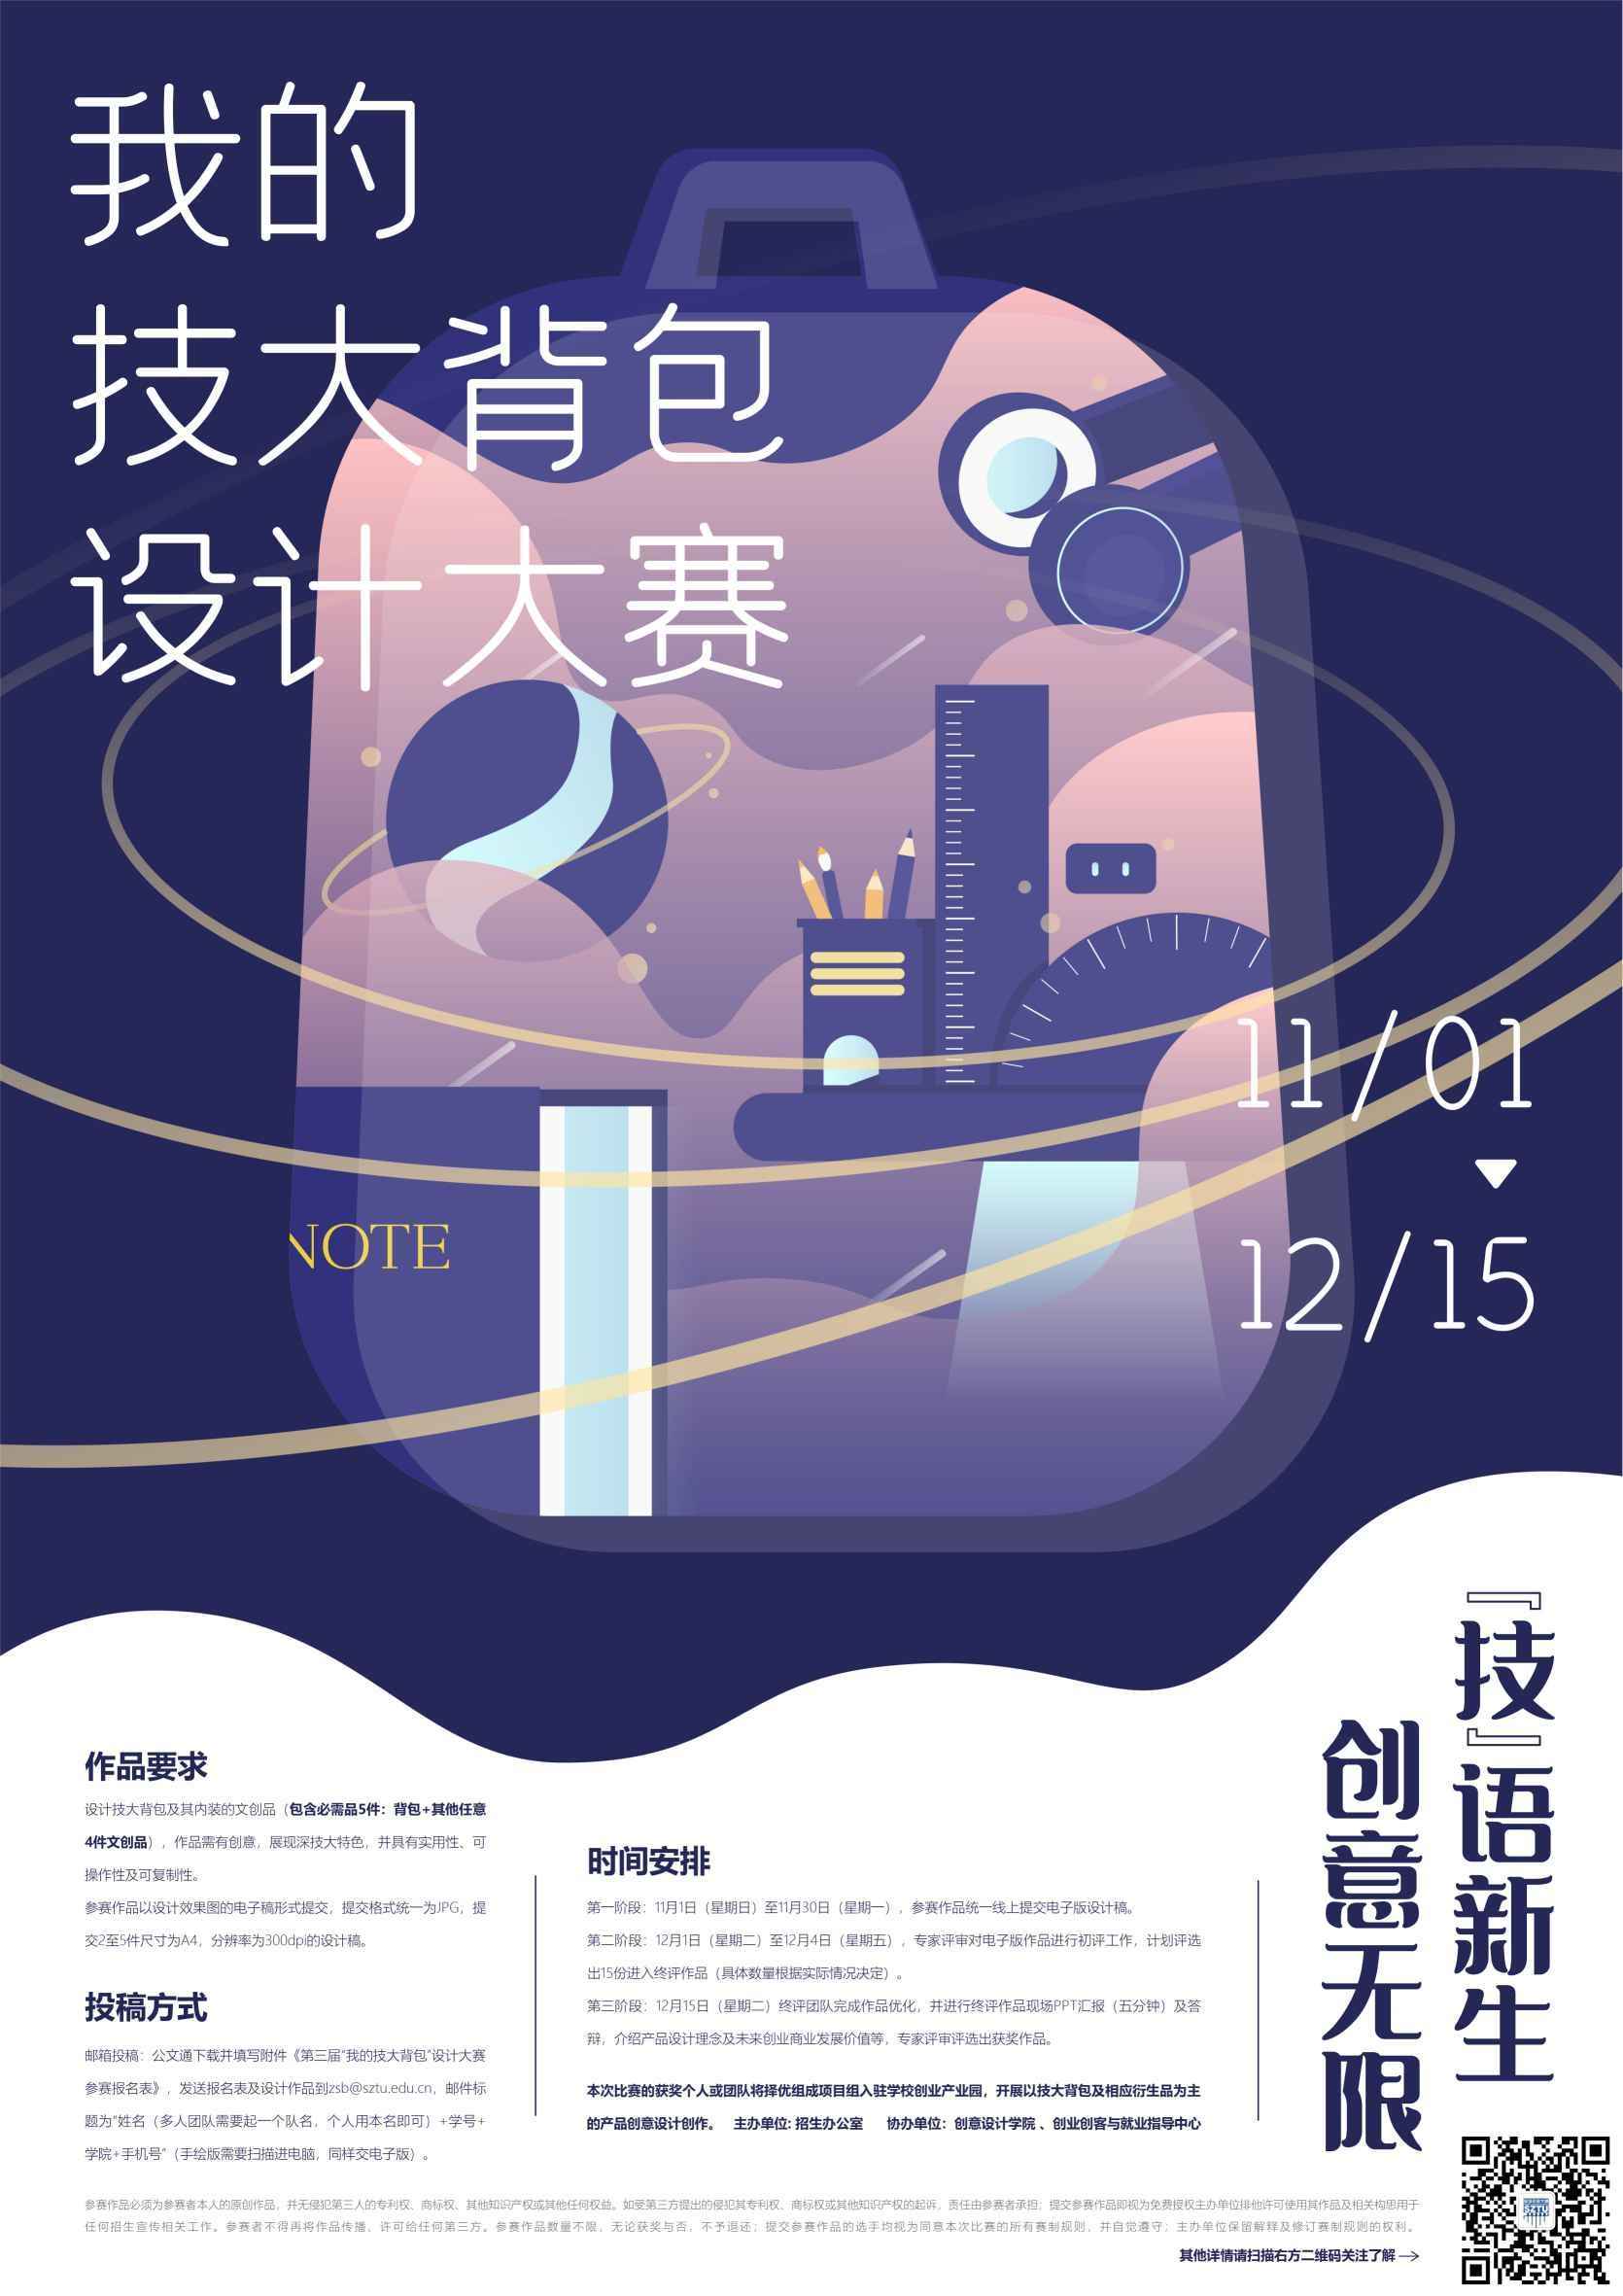 我的
技大背包
设计大赛
11/01
12/15
NOTE
『技』语新生
创意无限
作品要求
设计技大背包及其内装的文创品（包含必需品5件：背包+其他任意
4件文创品），作品需有创意，展现深技大特色，并具有实用性、可
操作性及可复制性。
参赛作品以设计效果图的电子稿形式提交，提交格式统一为JPG，提
交2至5件尺寸为A4，分辨率为300dpi的设计稿。
投稿方式
邮箱投稿：公文通下载并填写附件《第三届“我的技大背包”设计大赛
参赛报名表》，发送报名表及设计作品到zsb@sztu.edu.cn，邮件标
题为“姓名（多人团队需要起一个队名，个人用本名即可）+学号+
学院+手机号”（手绘版需要扫描进电脑，同样交电子版）。
时间安排
第一阶段：11月1日（星期日）至11月30日（星期一），参赛作品统一线上提交电子版设计稿。
第二阶段：12月1日（星期二）至12月4日（星期五），专家评审对电子版作品进行初评工作，计划评选
出15份进入终评作品（具体数量根据实际情况决定）。
第三阶段：12月15日（星期二）终评团队完成作品优化，并进行终评作品现场PPT汇报（五分钟）及答
辩，介绍产品设计理念及未来创业商业发展价值等，专家评审评选出获奖作品。
本次比赛的获奖个人或团队将择优组成项目组入驻学校创业产业园，开展以技大背包及相应衍生品为主
的产品创意设计创作。 主办单位: 招生办公室 协办单位：创意设计学院 、创业创客与就业指导中心
参赛作品必须为参赛者本人的原创作品，并无侵犯第三人的专利权、商标权、其他知识产权或其他任何权益。如受第三方提出的侵犯其专利权、商标权或其他知识产权的起诉，责任由参赛者承担；提交参赛作品即视为免费授权主办单位排他许可使用其作品及相关构思用于
任何招生宣传相关工作。参赛者不得再将作品传播、许可给任何第三方。参赛作品数量不限，无论获奖与否，不予退还；提交参赛作品的选手均视为同意本次比赛的所有赛制规则，并自觉遵守；主办单位保留解释及修订赛制规则的权利。
其他详情请扫描右方二维码关注了解
SZTU